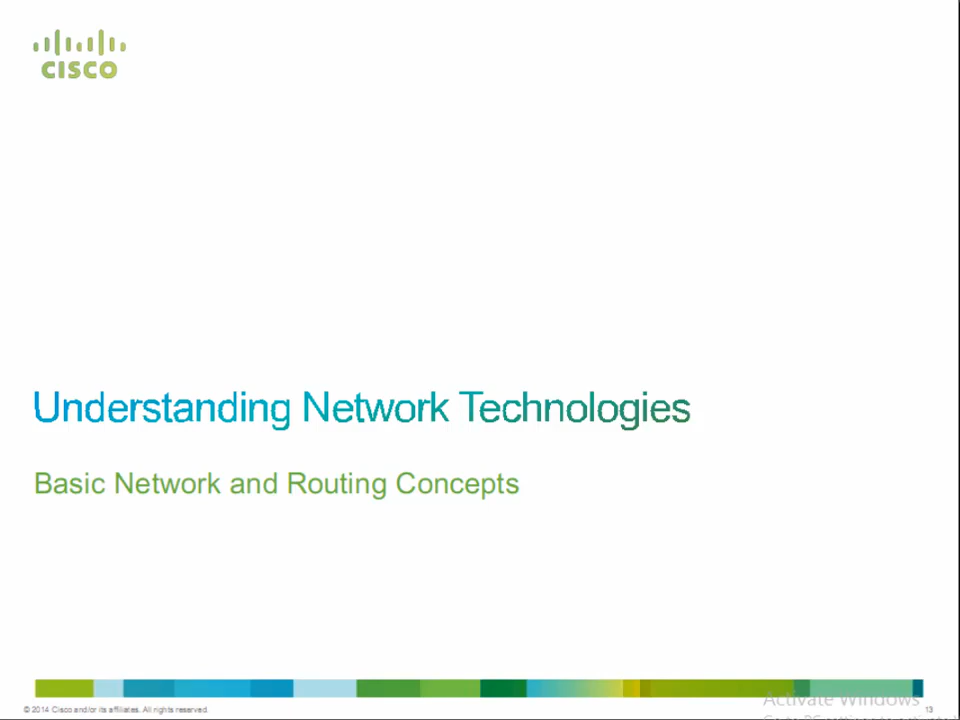 CISCO
Understanding Network Technologies
Basic Network and Routing Concepts
© 2014 Cisco and/or its affiliates. All rights reserved.
Activate Windows
13